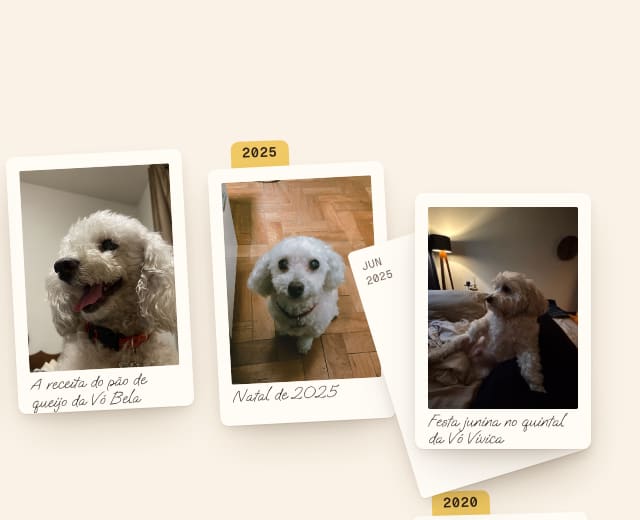 2025
A receita do pão de
queijo da Vó Bela
Natal de 2025
JUN
2025
Festa junina no quintal
da Vó Vívica
2020